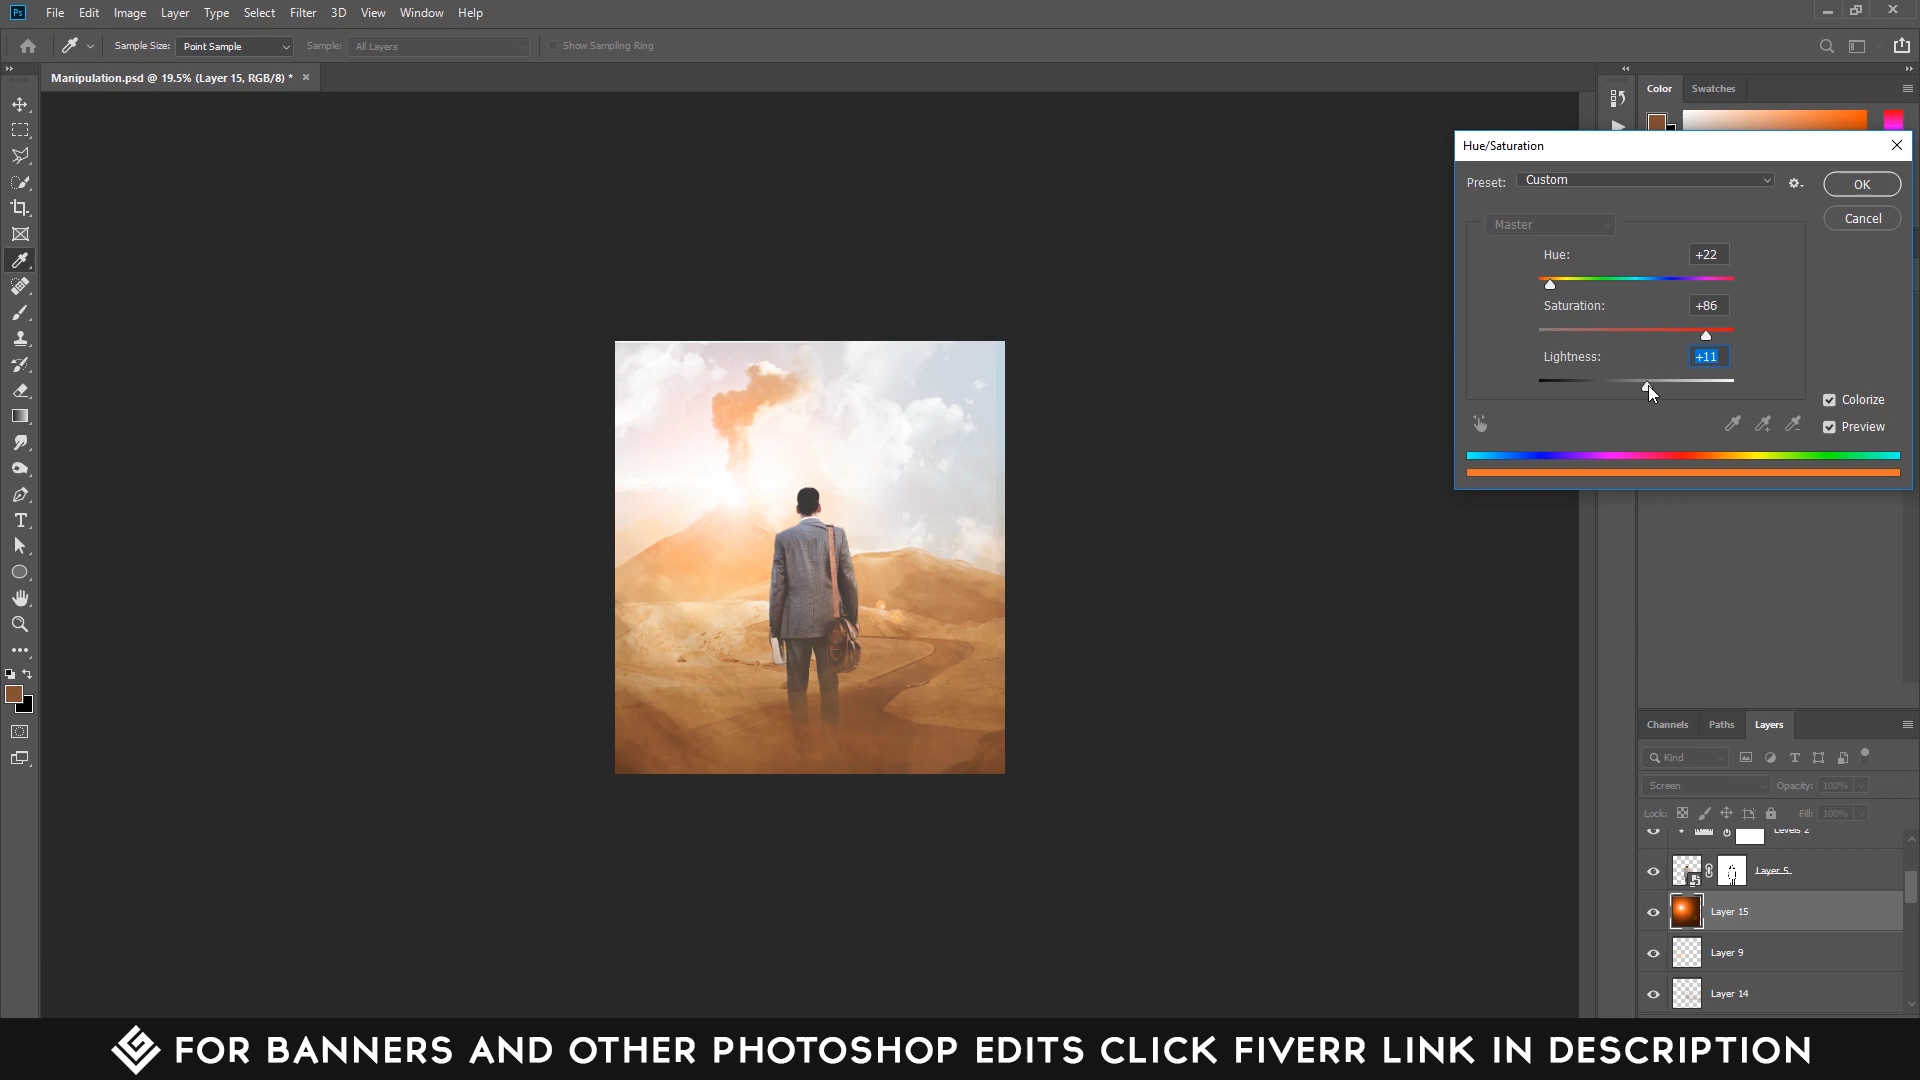 Ps File Edit Image Layer Type Select Filter 3D View Window Help
Sample Size: Point Sample Sample: All Layers Show Sampling Ring
Manipulation.psd @ 19.5% (Layer 15, RGB/8) *
Color Swatches
Hue/Saturation
Preset: Custom
OK
Master
Cancel
Hue: +22
Saturation: +86
Lightness: +11
Colorize
Preview
Channels Paths Layers
Kind
Screen Opacity: 100%
Lock: Fill: 100%
Levels 2
Layer 5
Layer 15
Layer 9
Layer 14
FOR BANNERS AND OTHER PHOTOSHOP EDITS CLICK FIVERR LINK IN DESCRIPTION